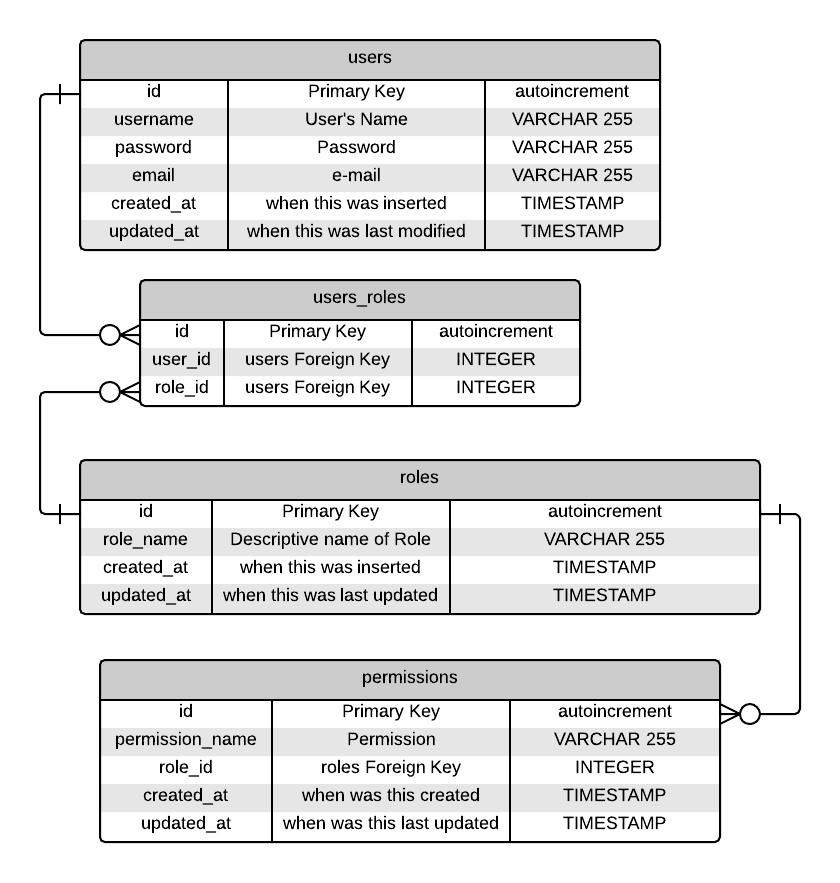 users
id Primary Key autoincrement
username User's Name VARCHAR 255
password Password VARCHAR 255
email e-mail VARCHAR 255
created_at when this was inserted TIMESTAMP
updated_at when this was last modified TIMESTAMP
users_roles
id Primary Key autoincrement
user_id users Foreign Key INTEGER
role_id users Foreign Key INTEGER
roles
id Primary Key autoincrement
role_name Descriptive name of Role VARCHAR 255
created_at when this was inserted TIMESTAMP
updated_at when this was last updated TIMESTAMP
permissions
id Primary Key autoincrement
permission_name Permission VARCHAR 255
role_id roles Foreign Key INTEGER
created_at when was this created TIMESTAMP
updated_at when was this last updated TIMESTAMP